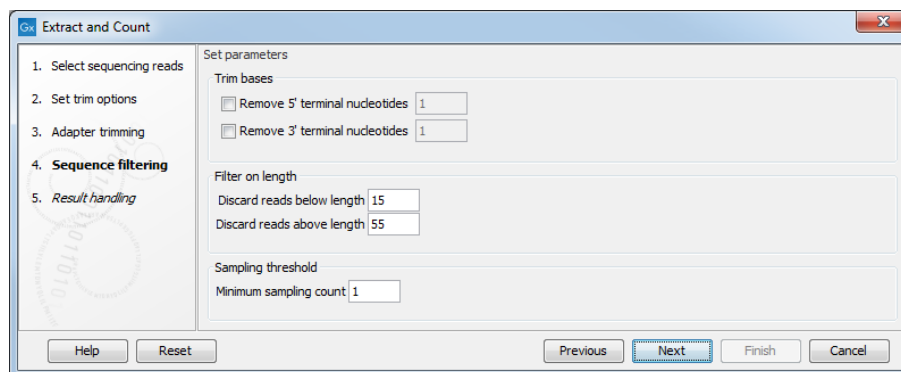 Gx Extract and Count
x
1. Select sequencing reads
2. Set trim options
3. Adapter trimming
4. Sequence filtering
5. Result handling
Set parameters
Trim bases
Remove 5' terminal nucleotides 1
Remove 3' terminal nucleotides 1
Filter on length
Discard reads below length 15
Discard reads above length 55
Sampling threshold
Minimum sampling count 1
Help Reset Previous Next Finish Cancel